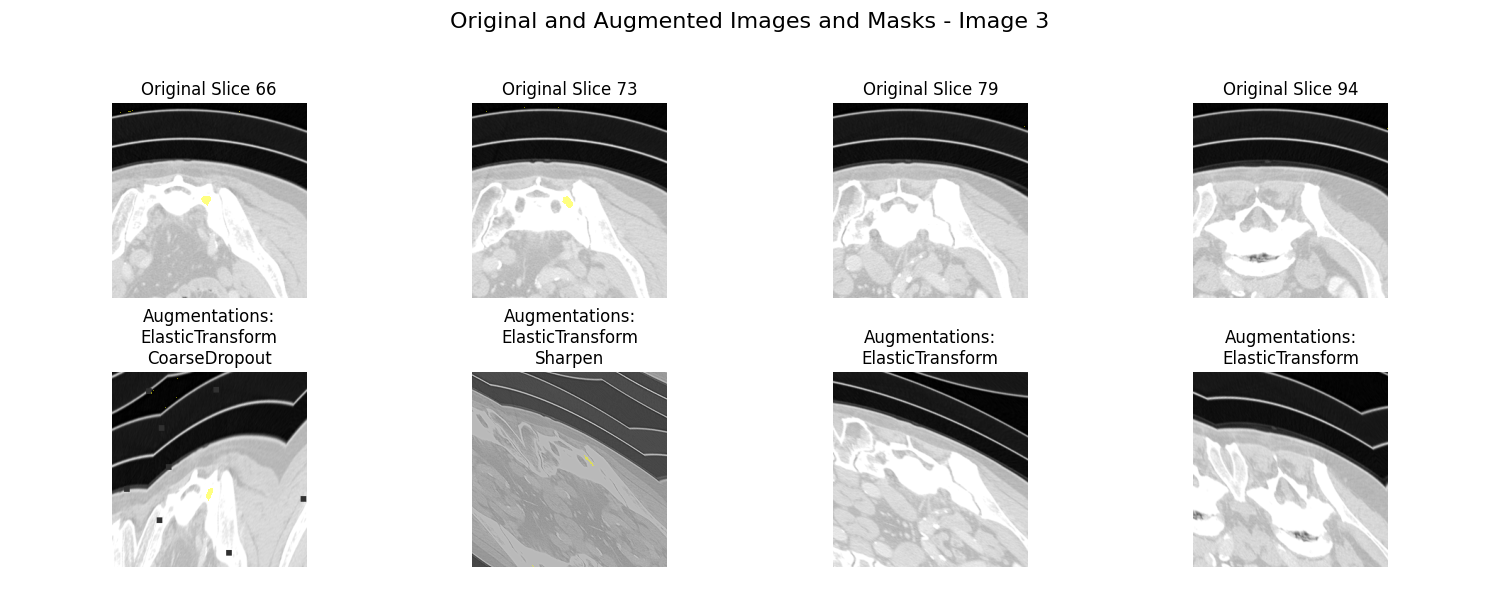 Original and Augmented Images and Masks - Image 3
Original Slice 66
Original Slice 73
Original Slice 79
Original Slice 94
Augmentations:
ElasticTransform
CoarseDropout
Augmentations:
ElasticTransform
Sharpen
Augmentations:
ElasticTransform
Augmentations:
ElasticTransform